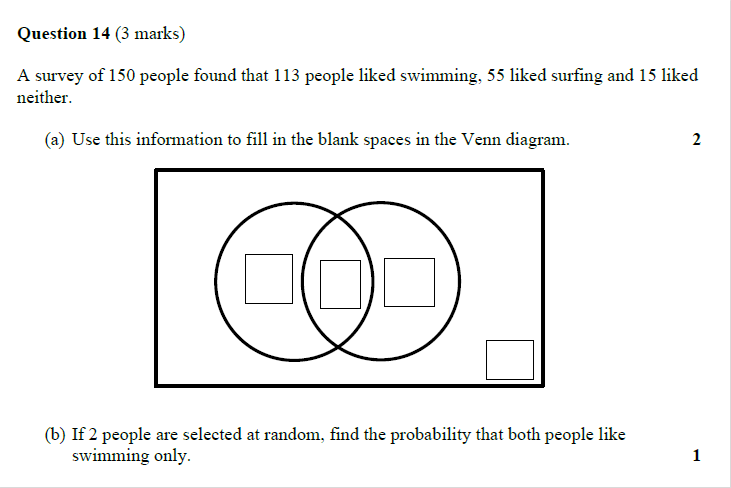 Question 14 (3 marks)
A survey of 150 people found that 113 people liked swimming, 55 liked surfing and 15 liked
neither.
(a) Use this information to fill in the blank spaces in the Venn diagram. 2
(b) If 2 people are selected at random, find the probability that both people like
swimming only. 1